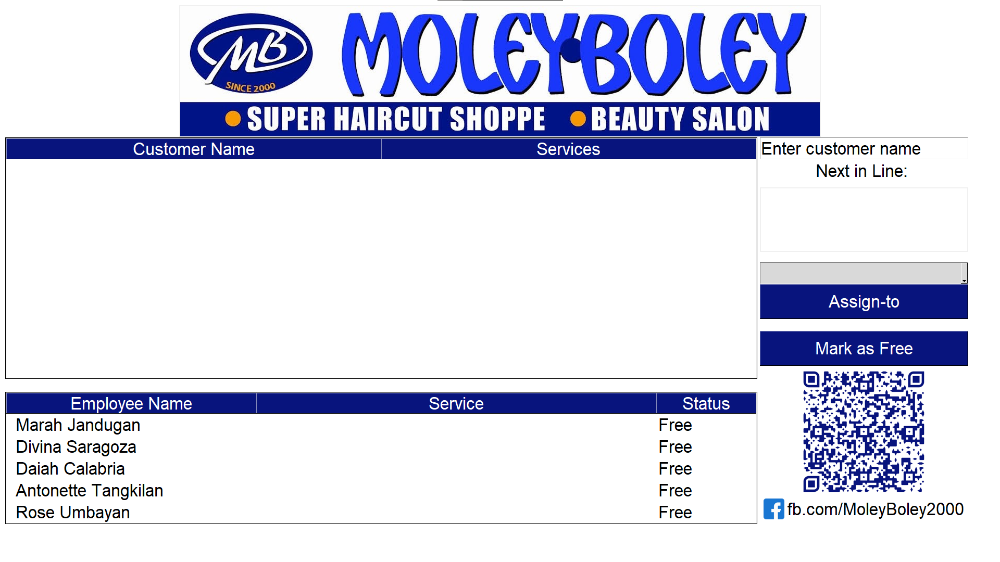 MB
SINCE 2000
MOLEY BOLEY
SUPER HAIRCUT SHOPPE BEAUTY SALON
Customer Name Services
Enter customer name
Next in Line:
Assign-to
Mark as Free
Employee Name Service Status
Marah Jandugan Free
Divina Saragoza Free
Daiah Calabria Free
Antonette Tangkilan Free
Rose Umbayan Free
fb.com/MoleyBoley2000